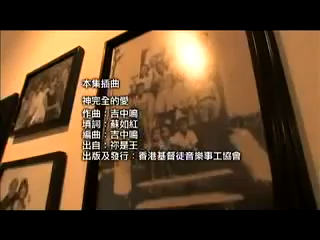 本集插曲
神完全的愛
作曲：吉中鳴
填詞：蘇如紅
編曲：吉中鳴
出自：祢是王
出版及發行：香港基督徒音樂事工協會